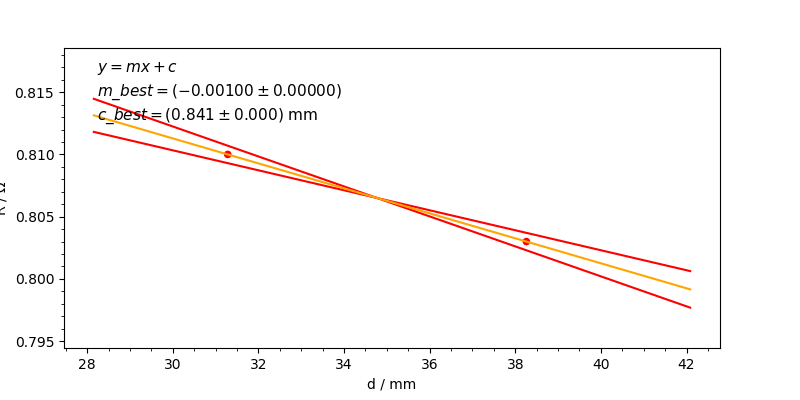 y = mx + c
m_best = (−0.00100 ± 0.00000)
c_best = (0.841 ± 0.000) mm
0.815
0.810
0.805
0.800
0.795
28 30 32 34 36 38 40 42
d / mm